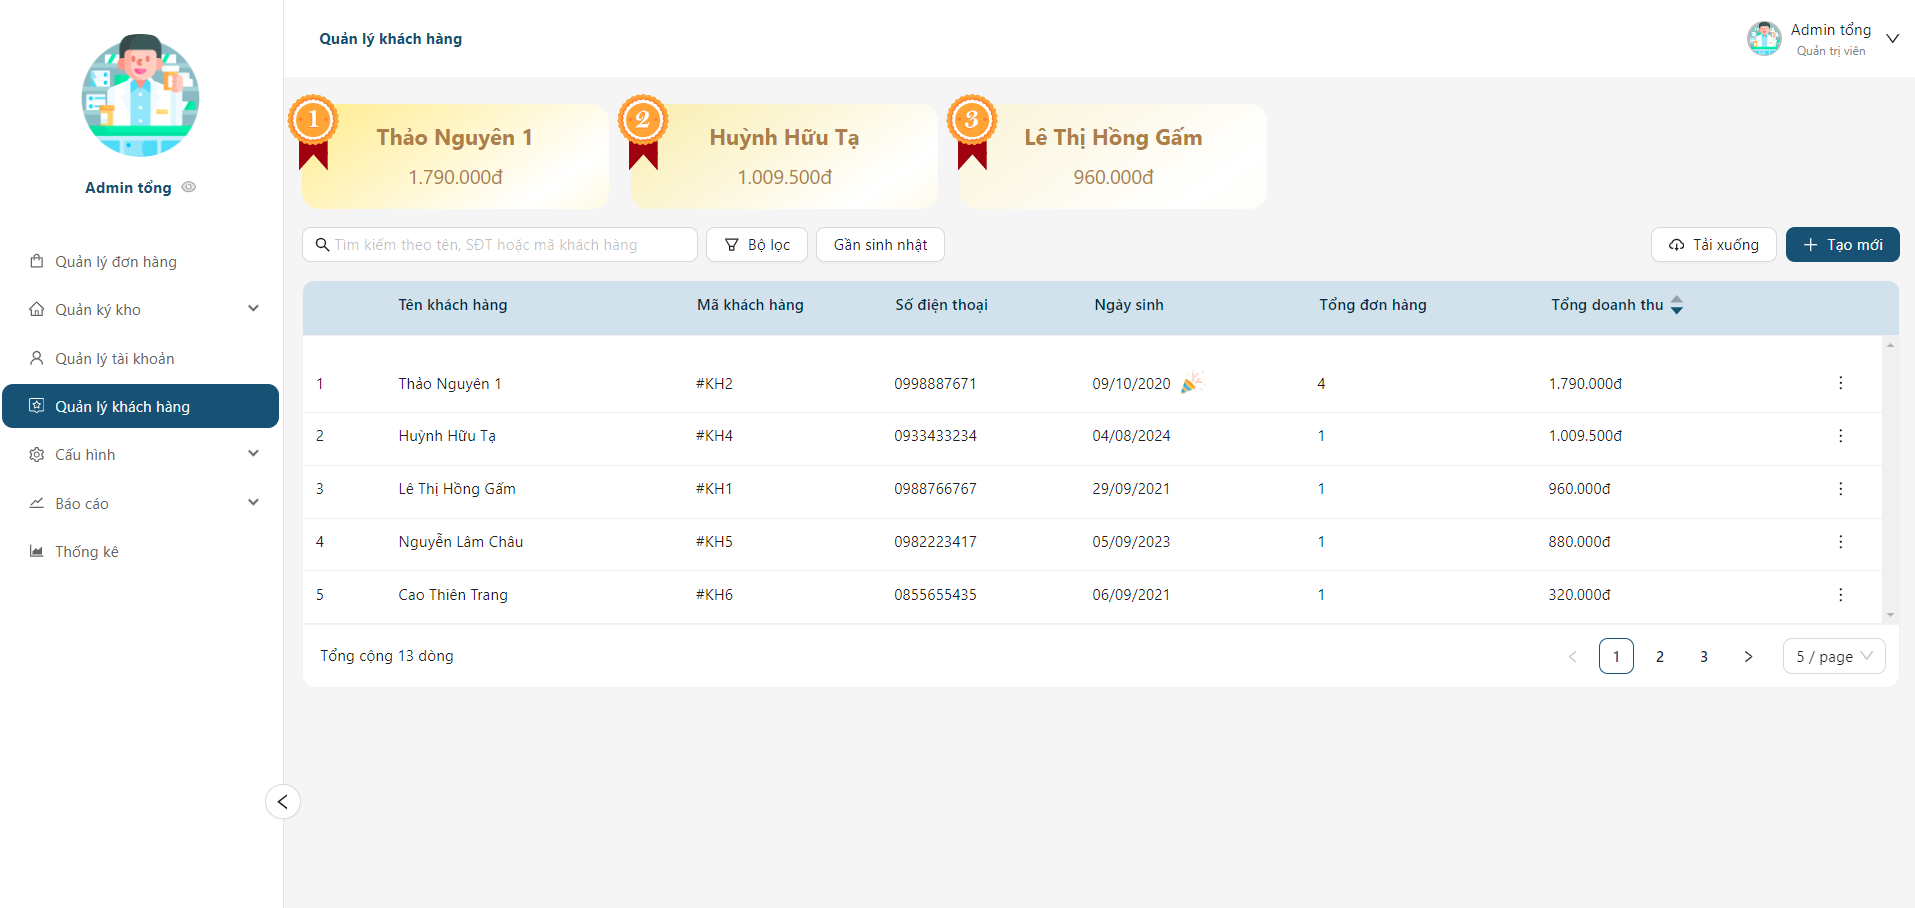 Admin tổng
Quản lý đơn hàng
Quản ký kho
Quản lý tài khoản
Quản lý khách hàng
Cấu hình
Báo cáo
Thống kê
Quản lý khách hàng
Admin tổng
Quản trị viên
1
Thảo Nguyên 1
1.790.000đ
2
Huỳnh Hữu Tạ
1.009.500đ
3
Lê Thị Hồng Gấm
960.000đ
Tìm kiếm theo tên, SĐT hoặc mã khách hàng
Bộ lọc
Gần sinh nhật
Tải xuống
Tạo mới
Tên khách hàng Mã khách hàng Số điện thoại Ngày sinh Tổng đơn hàng Tổng doanh thu
1 Thảo Nguyên 1 #KH2 0998887671 09/10/2020 4 1.790.000đ
2 Huỳnh Hữu Tạ #KH4 0933433234 04/08/2024 1 1.009.500đ
3 Lê Thị Hồng Gấm #KH1 0988766767 29/09/2021 1 960.000đ
4 Nguyễn Lâm Châu #KH5 0982223417 05/09/2023 1 880.000đ
5 Cao Thiên Trang #KH6 0855655435 06/09/2021 1 320.000đ
Tổng cộng 13 dòng
1 2 3
5 / page